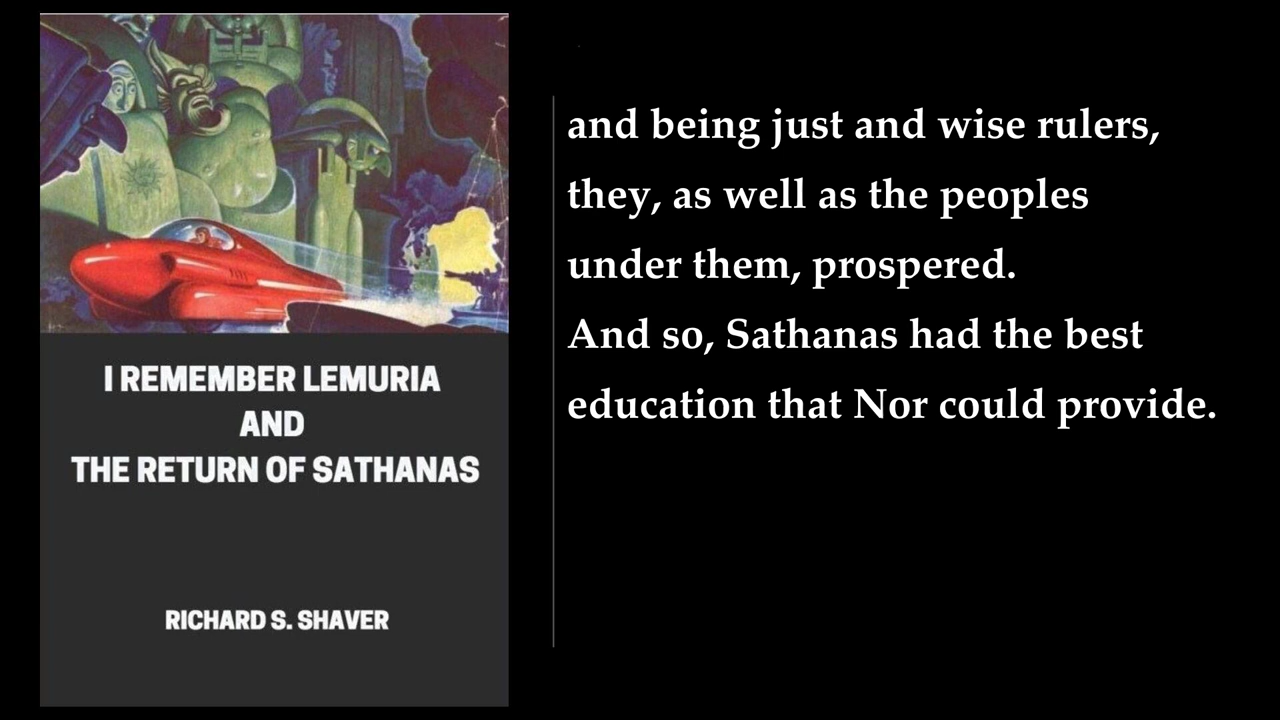 I REMEMBER LEMURIA
AND
THE RETURN OF SATHANAS
RICHARD S. SHAVER
and being just and wise rulers,
they, as well as the peoples
under them, prospered.
And so, Sathanas had the best
education that Nor could provide.